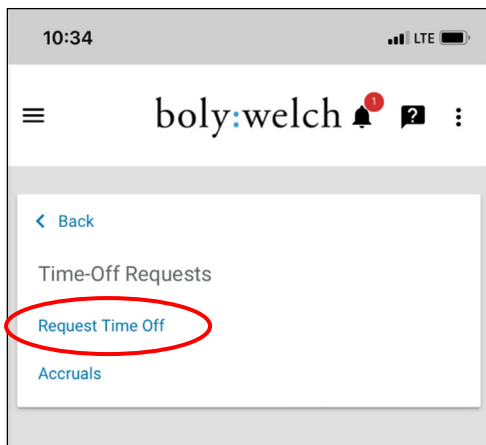 10:34 LTE
boly:welch 1 ?
Back
Time-Off Requests
Request Time Off
Accruals